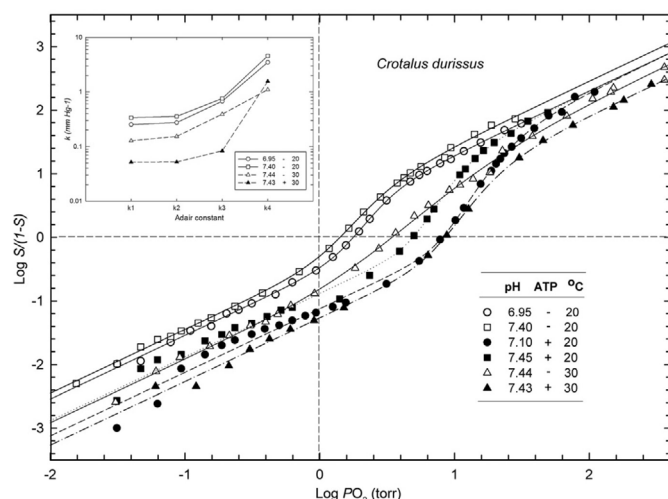 Crotalus durissus
Log S/(1-S)
3
2
1
0
-1
-2
-3
-2 -1 0 1 2
Log PO2 (torr)
k (mm Hg-1)
10
1
0.1
0.01
k1 k2 k3 k4
Adair constant
6.95 - 20
7.40 - 20
7.44 - 30
7.43 + 30
pH ATP °C
6.95 - 20
7.40 - 20
7.10 + 20
7.45 + 20
7.44 - 30
7.43 + 30